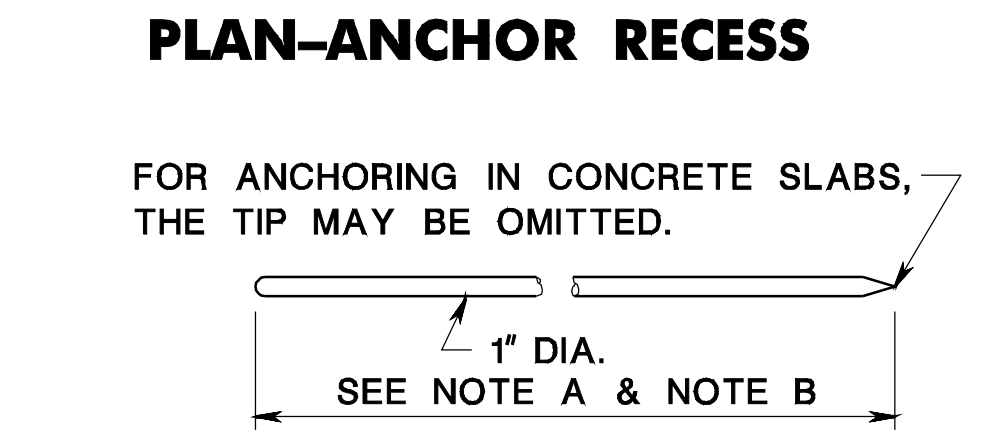 PLAN–ANCHOR RECESS
FOR ANCHORING IN CONCRETE SLABS,
THE TIP MAY BE OMITTED.
1" DIA.
SEE NOTE A & NOTE B